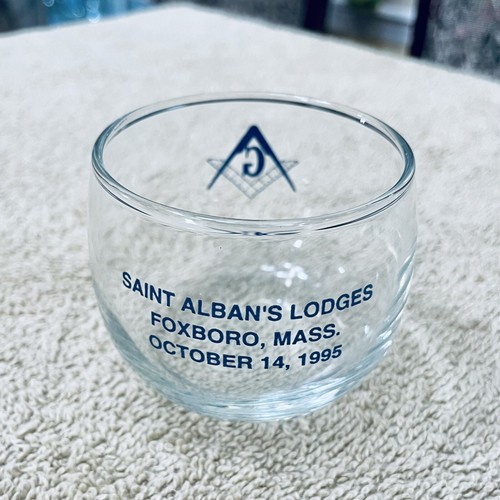 G
SAINT ALBAN'S LODGES
FOXBORO, MASS.
OCTOBER 14, 1995